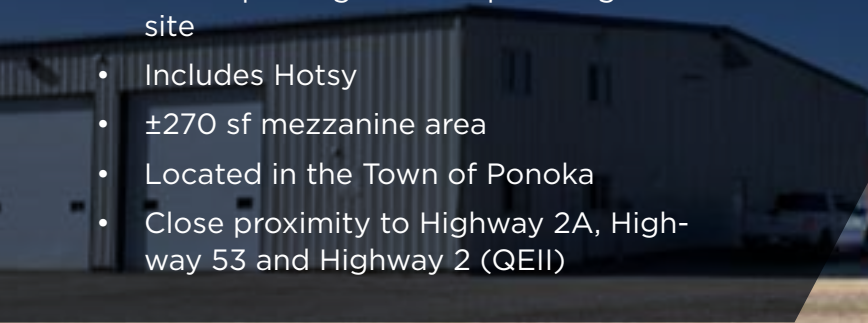 site
• Includes Hotsy
• ±270 sf mezzanine area
• Located in the Town of Ponoka
• Close proximity to Highway 2A, High-
way 53 and Highway 2 (QEII)